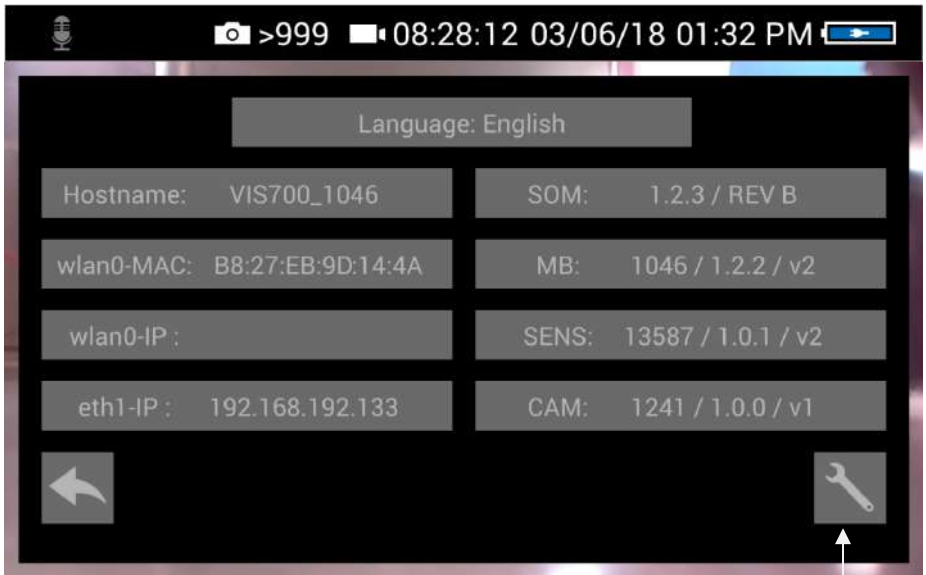 >999 08:28:12 03/06/18 01:32 PM
Language: English
Hostname: VIS700_1046
SOM: 1.2.3 / REV B
wlan0-MAC: B8:27:EB:9D:14:4A
MB: 1046 / 1.2.2 / v2
wlan0-IP :
SENS: 13587 / 1.0.1 / v2
eth1-IP : 192.168.192.133
CAM: 1241 / 1.0.0 / v1